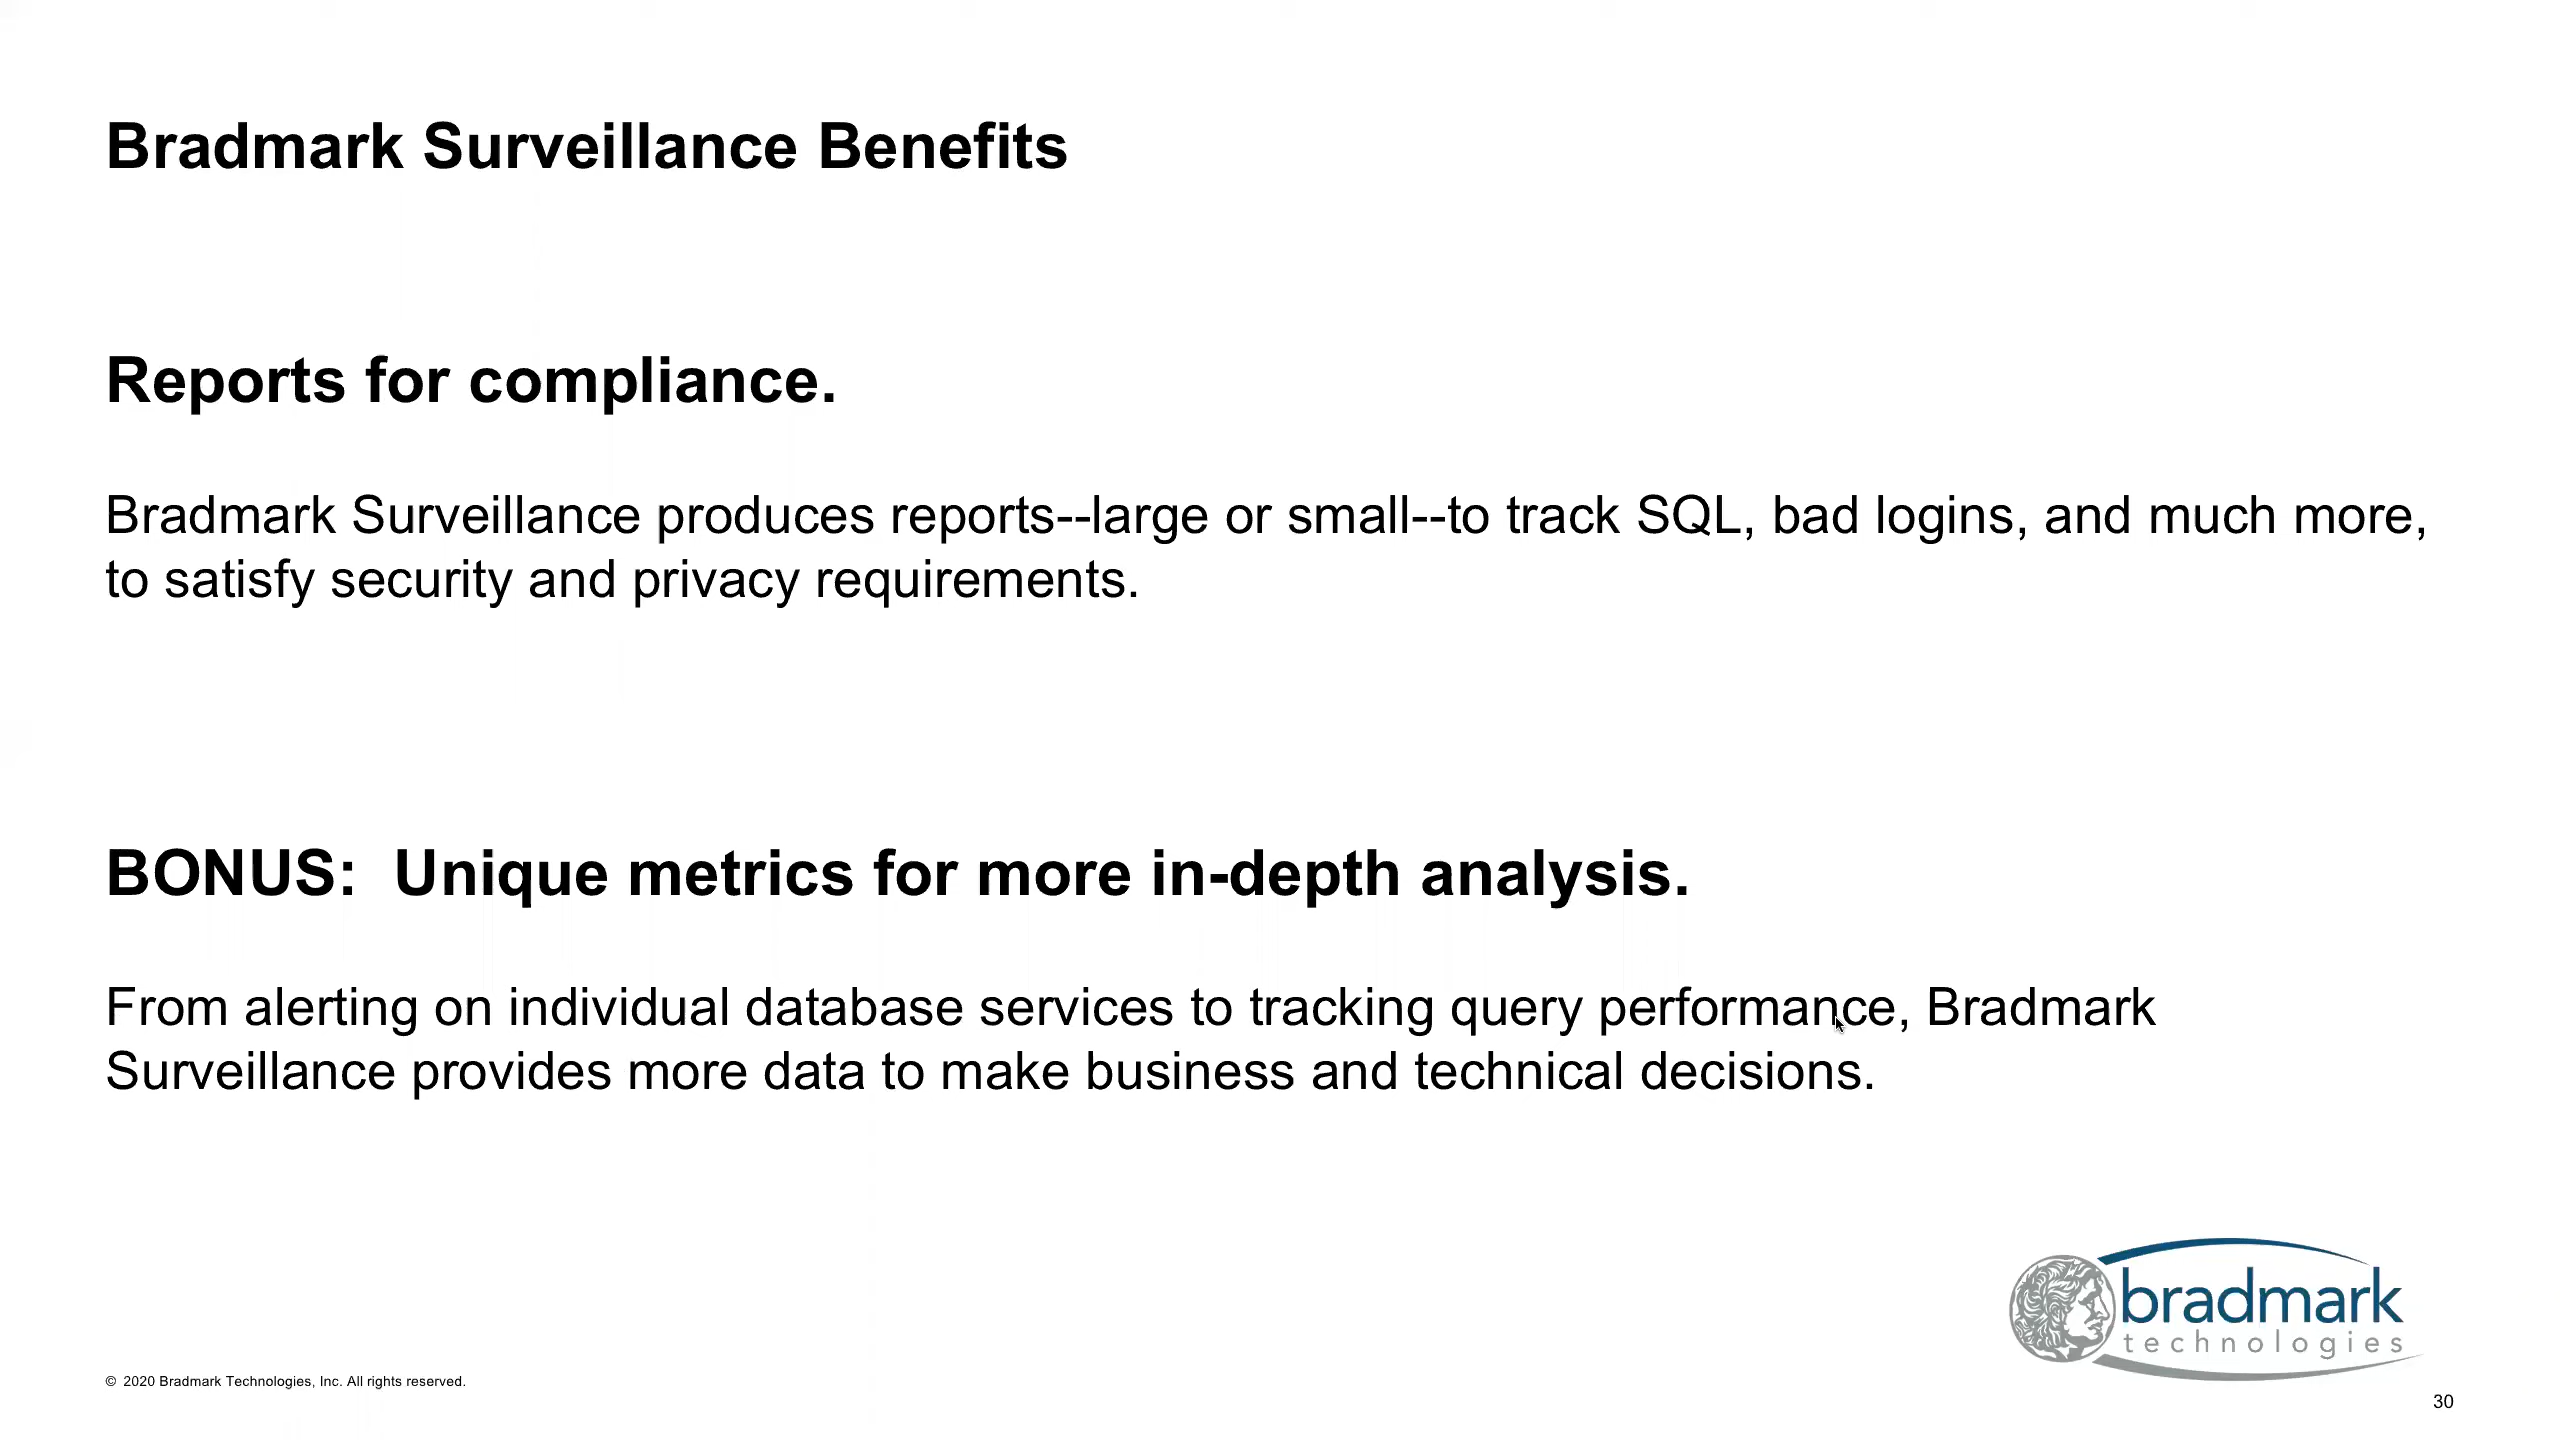 Bradmark Surveillance Benefits
Reports for compliance.
Bradmark Surveillance produces reports--large or small--to track SQL, bad logins, and much more,
to satisfy security and privacy requirements.
BONUS:  Unique metrics for more in-depth analysis.
From alerting on individual database services to tracking query performance, Bradmark
Surveillance provides more data to make business and technical decisions.
bradmark
technologies
© 2020 Bradmark Technologies, Inc. All rights reserved.
30